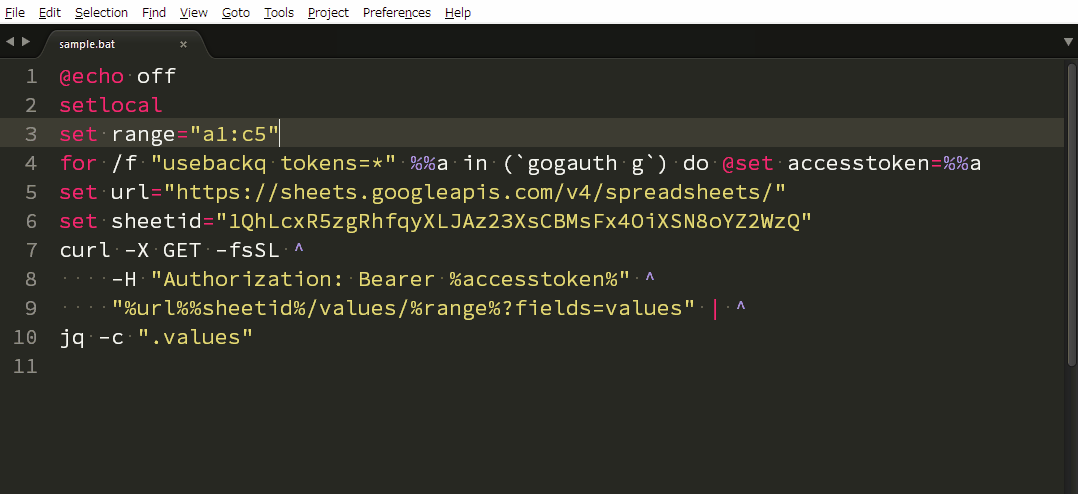 File Edit Selection Find View Goto Tools Project Preferences Help
sample.bat ×
1 @echo off
2 setlocal
3 set range="a1:c5"
4 for /f "usebackq tokens=*" %%a in (`gogauth g`) do @set accesstoken=%%a
5 set url="https://sheets.googleapis.com/v4/spreadsheets/"
6 set sheetid="1QhLcxR5zgRhfqyXLJAz23XsCBMsFx4OiXSN8oYZ2WzQ"
7 curl -X GET -fsSL ^
8     -H "Authorization: Bearer %accesstoken%" ^
9     "%url%%sheetid%/values/%range%?fields=values" | ^
10 jq -c ".values"
11